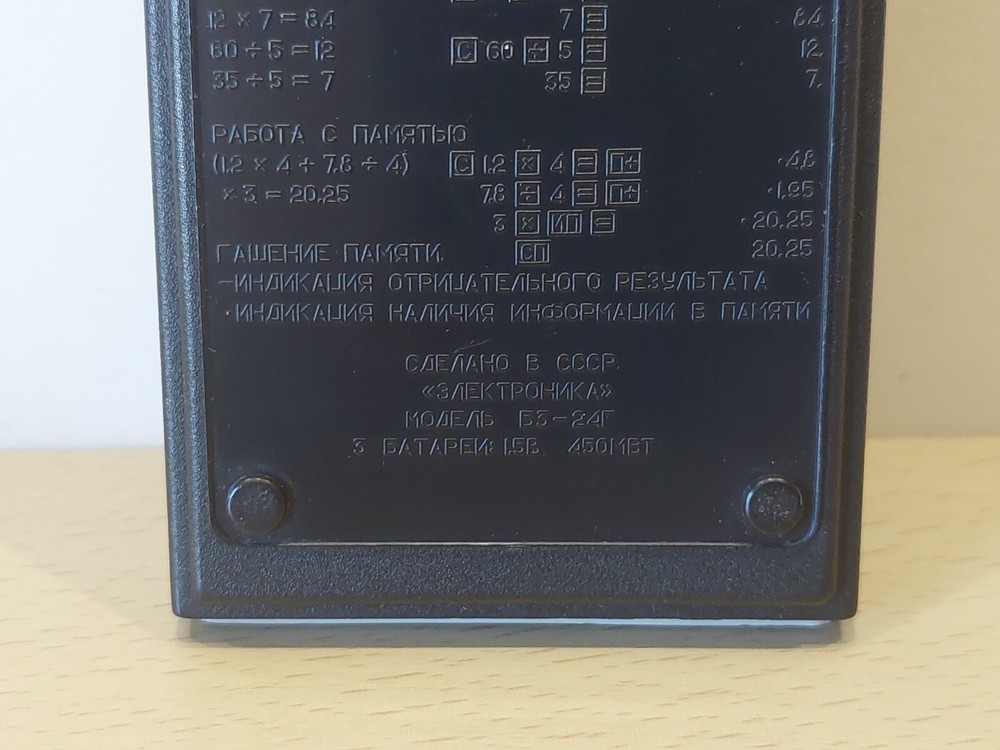 12 × 7 = 84 7 = 84.
60 ÷ 5 = 12 С 60 ÷ 5 = 12.
35 ÷ 5 = 7 35 = 7.
РАБОТА С ПАМЯТЬЮ
(1,2 × 4 + 7,8 ÷ 4) С 1,2 × 4 = П+ ·4,8
× 3 = 20,25 7,8 ÷ 4 = П+ ·1,95
3 × ИП = ·20,25
ГАШЕНИЕ ПАМЯТИ. СП 20,25
–ИНДИКАЦИЯ ОТРИЦАТЕЛЬНОГО РЕЗУЛЬТАТА
·ИНДИКАЦИЯ НАЛИЧИЯ ИНФОРМАЦИИ В ПАМЯТИ
СДЕЛАНО В СССР.
«ЭЛЕКТРОНИКА»
МОДЕЛЬ Б3–24Г
3 БАТАРЕИ: 1,5В 450МВТ